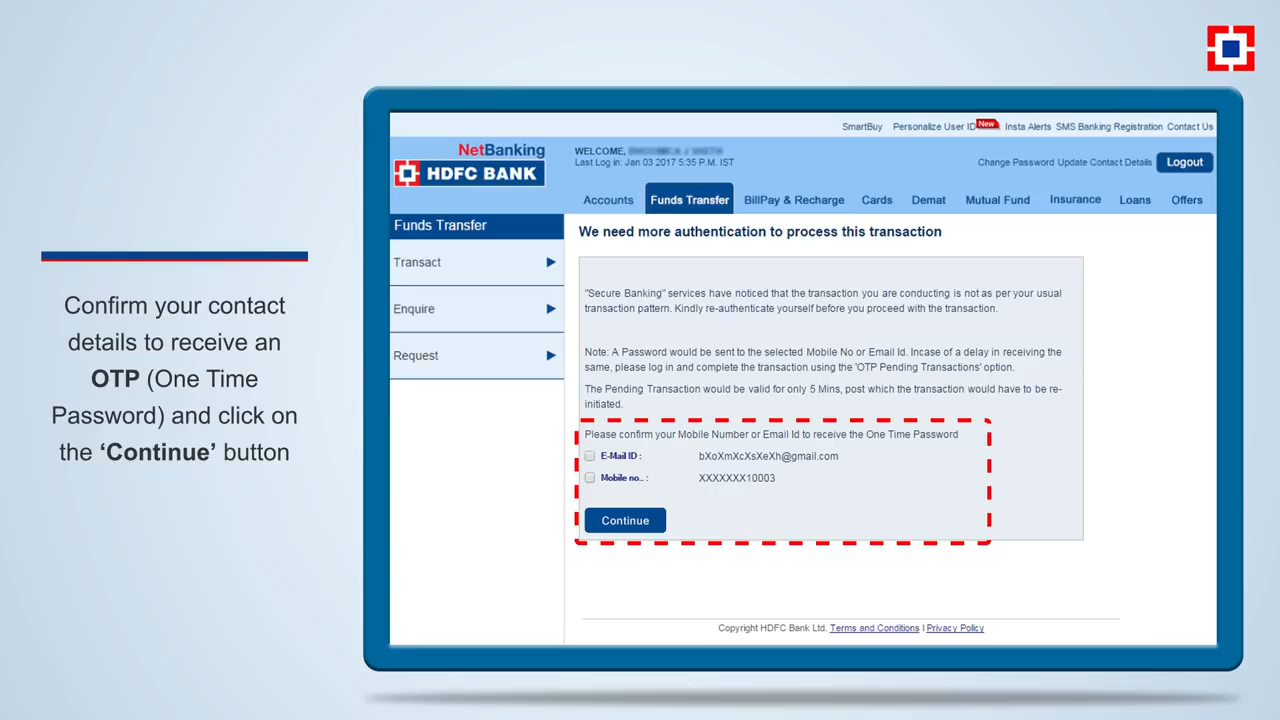 Confirm your contact
details to receive an
OTP (One Time
Password) and click on
the ‘Continue’ button
SmartBuy Personalize User ID New Insta Alerts SMS Banking Registration Contact Us
NetBanking
HDFC BANK
WELCOME,
Last Log in: Jan 03 2017 5:35 P.M. IST
Change Password Update Contact Details Logout
Accounts Funds Transfer BillPay & Recharge Cards Demat Mutual Fund Insurance Loans Offers
Funds Transfer
Transact
Enquire
Request
We need more authentication to process this transaction
"Secure Banking" services have noticed that the transaction you are conducting is not as per your usual
transaction pattern. Kindly re-authenticate yourself before you proceed with the transaction.
Note: A Password would be sent to the selected Mobile No or Email Id. Incase of a delay in receiving the
same, please log in and complete the transaction using the 'OTP Pending Transactions' option.
The Pending Transaction would be valid for only 5 Mins, post which the transaction would have to be re-
initiated.
Please confirm your Mobile Number or Email Id to receive the One Time Password
E-Mail ID : bXoXmXcXsXeXh@gmail.com
Mobile no.. : XXXXXXX10003
Continue
Copyright HDFC Bank Ltd. Terms and Conditions | Privacy Policy